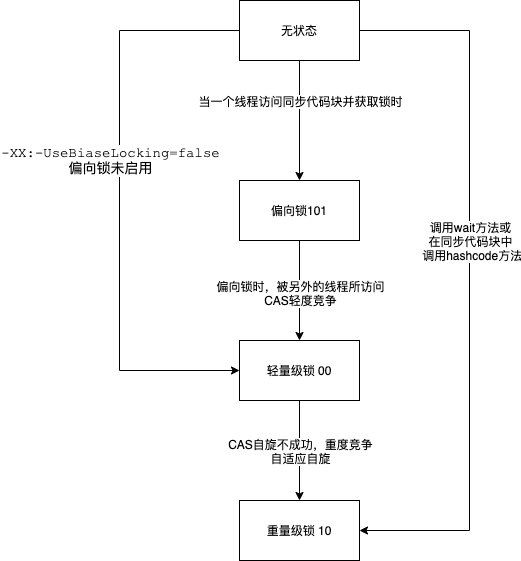 无状态
当一个线程访问同步代码块并获取锁时
-XX:-UseBiaseLocking=false
偏向锁未启用
偏向锁101
调用wait方法或
在同步代码块中
调用hashcode方法
偏向锁时，被另外的线程所访问
CAS轻度竞争
轻量级锁 00
CAS自旋不成功，重度竞争
自适应自旋
重量级锁 10